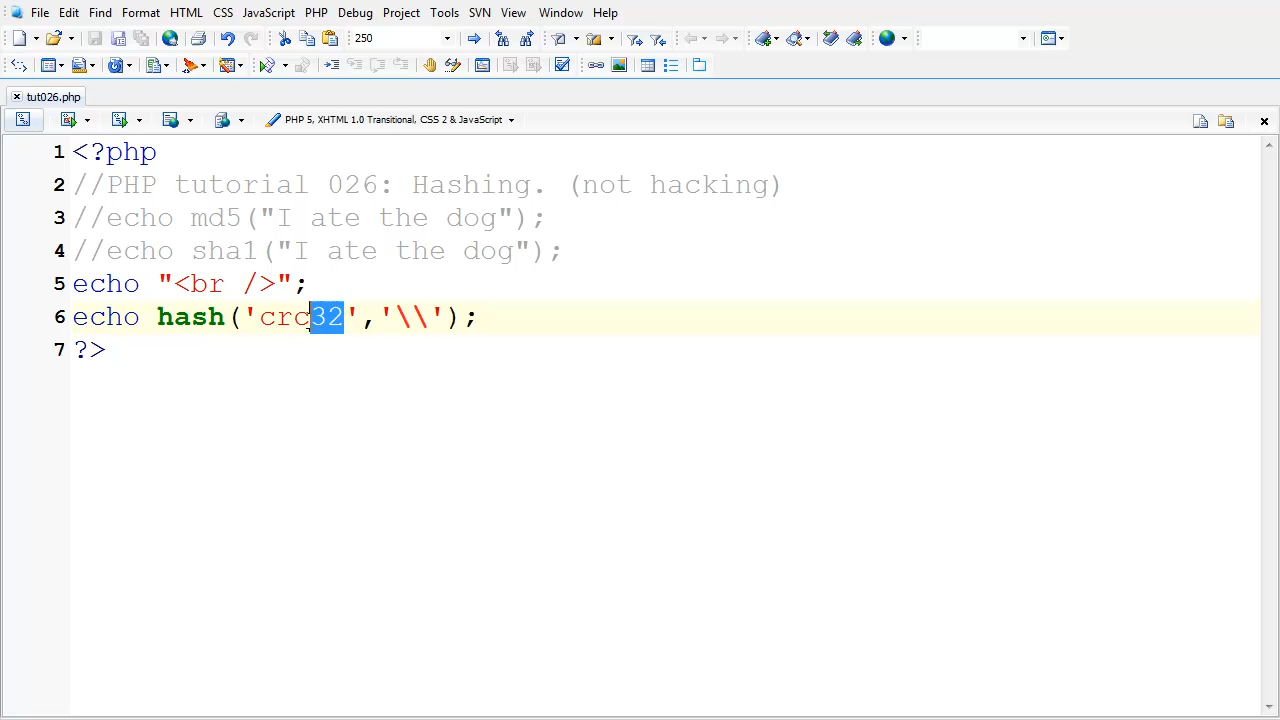 File Edit Find Format HTML CSS JavaScript PHP Debug Project Tools SVN View Window Help
250
tut026.php
PHP 5, XHTML 1.0 Transitional, CSS 2 & JavaScript
1 <?php
2 //PHP tutorial 026: Hashing. (not hacking)
3 //echo md5("I ate the dog");
4 //echo sha1("I ate the dog");
5 echo "<br />";
6 echo hash('crc32','\\');
7 ?>